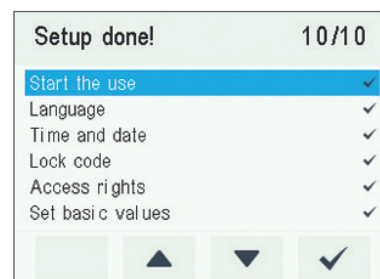 Setup done! 10/10
Start the use
Language
Time and date
Lock code
Access rights
Set basic values